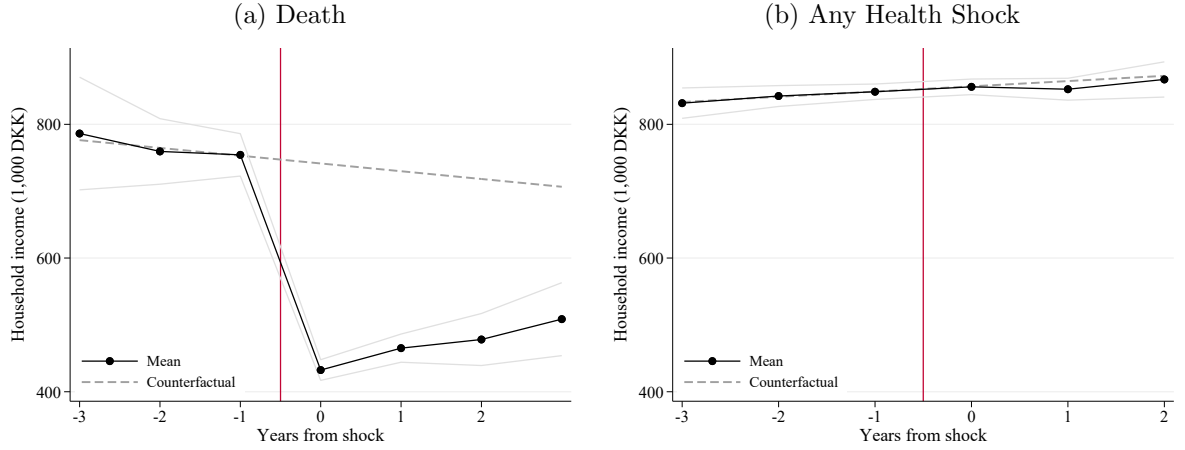 (a) Death
Household income (1,000 DKK)
800
600
400
Mean
Counterfactual
-3 -2 -1 0 1 2
Years from shock
(b) Any Health Shock
Household income (1,000 DKK)
800
600
400
Mean
Counterfactual
-3 -2 -1 0 1 2
Years from shock